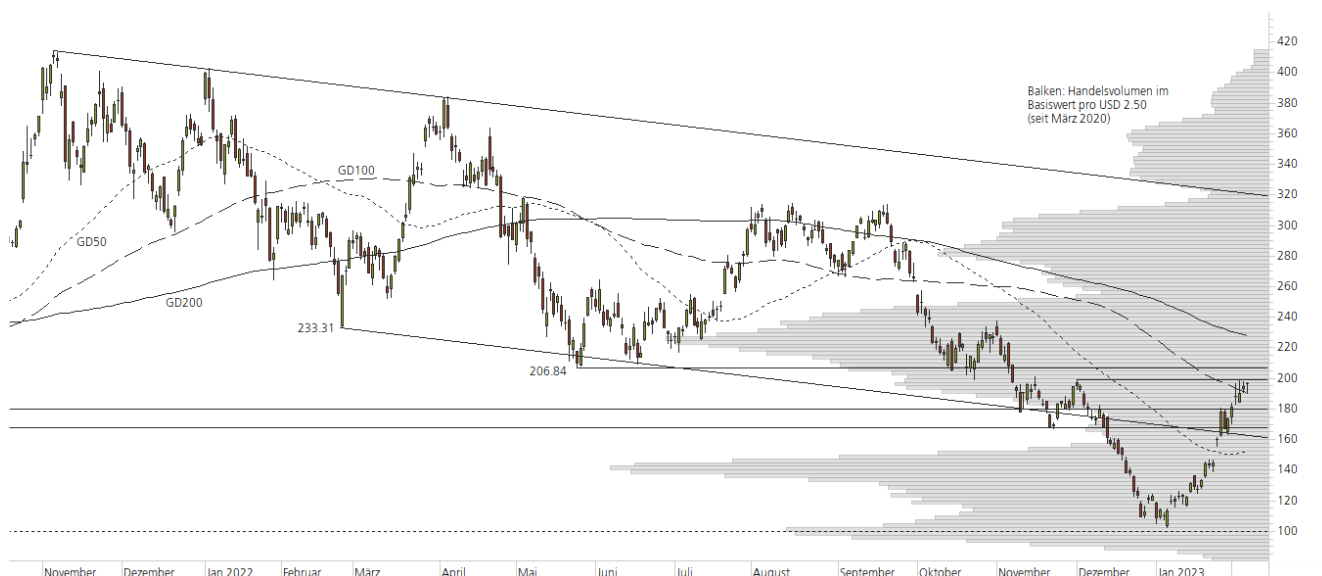 420
400
Balken: Handelsvolumen im
Basiswert pro USD 2.50
(seit März 2020)
380
360
340
GD100
320
300
GD50
280
260
GD200
240
233.31
220
206.84
200
180
160
140
120
100
November Dezember Jan 2022 Februar März April Mai Juni Juli August September Oktober November Dezember Jan 2023